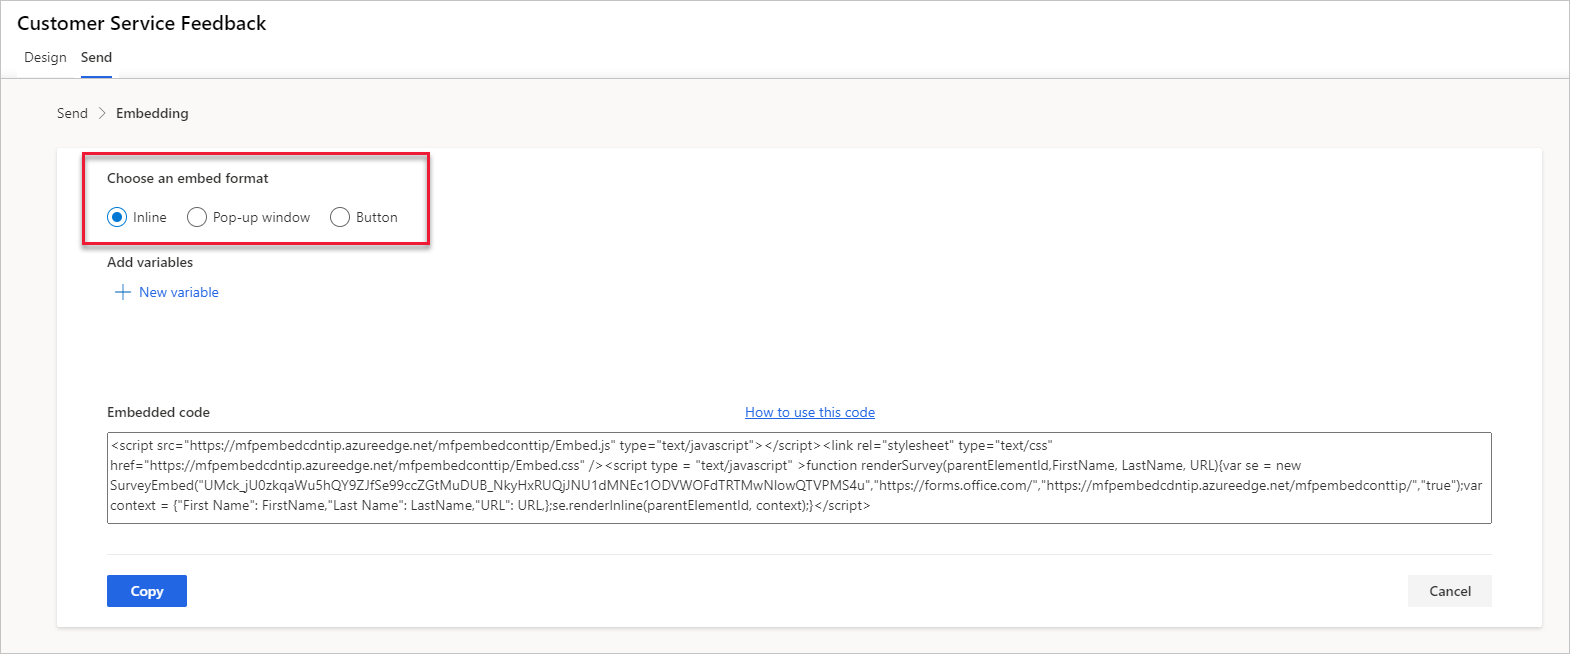 Customer Service Feedback
Design Send
Send > Embedding
Choose an embed format
Inline Pop-up window Button
Add variables
+ New variable
Embedded code How to use this code
<script src="https://mfpembedcdntip.azureedge.net/mfpembedconttip/Embed.js" type="text/javascript"></script><link rel="stylesheet" type="text/css"
href="https://mfpembedcdntip.azureedge.net/mfpembedconttip/Embed.css" /><script type = "text/javascript" >function renderSurvey(parentElementId,FirstName, LastName, URL){var se = new
SurveyEmbed("UMck_jU0zkqaWu5hQY9ZJfSe99ccZGtMuDUB_NkyHxRUQjJNU1dMNEc1ODVWOFdTRTMwNlowQTVPMS4u","https://forms.office.com/","https://mfpembedcdntip.azureedge.net/mfpembedconttip/","true");var
context = {"First Name": FirstName,"Last Name": LastName,"URL": URL,};se.renderInline(parentElementId, context);}</script>
Copy Cancel